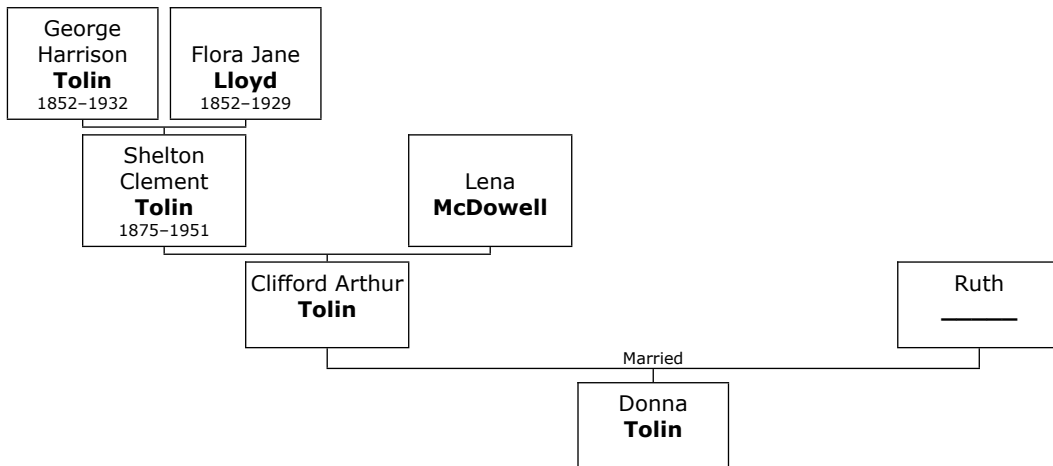 George
Harrison
Tolin
1852–1932
Flora Jane
Lloyd
1852–1929
Shelton
Clement
Tolin
1875–1951
Lena
McDowell
Clifford Arthur
Tolin
Ruth
______
Married
Donna
Tolin